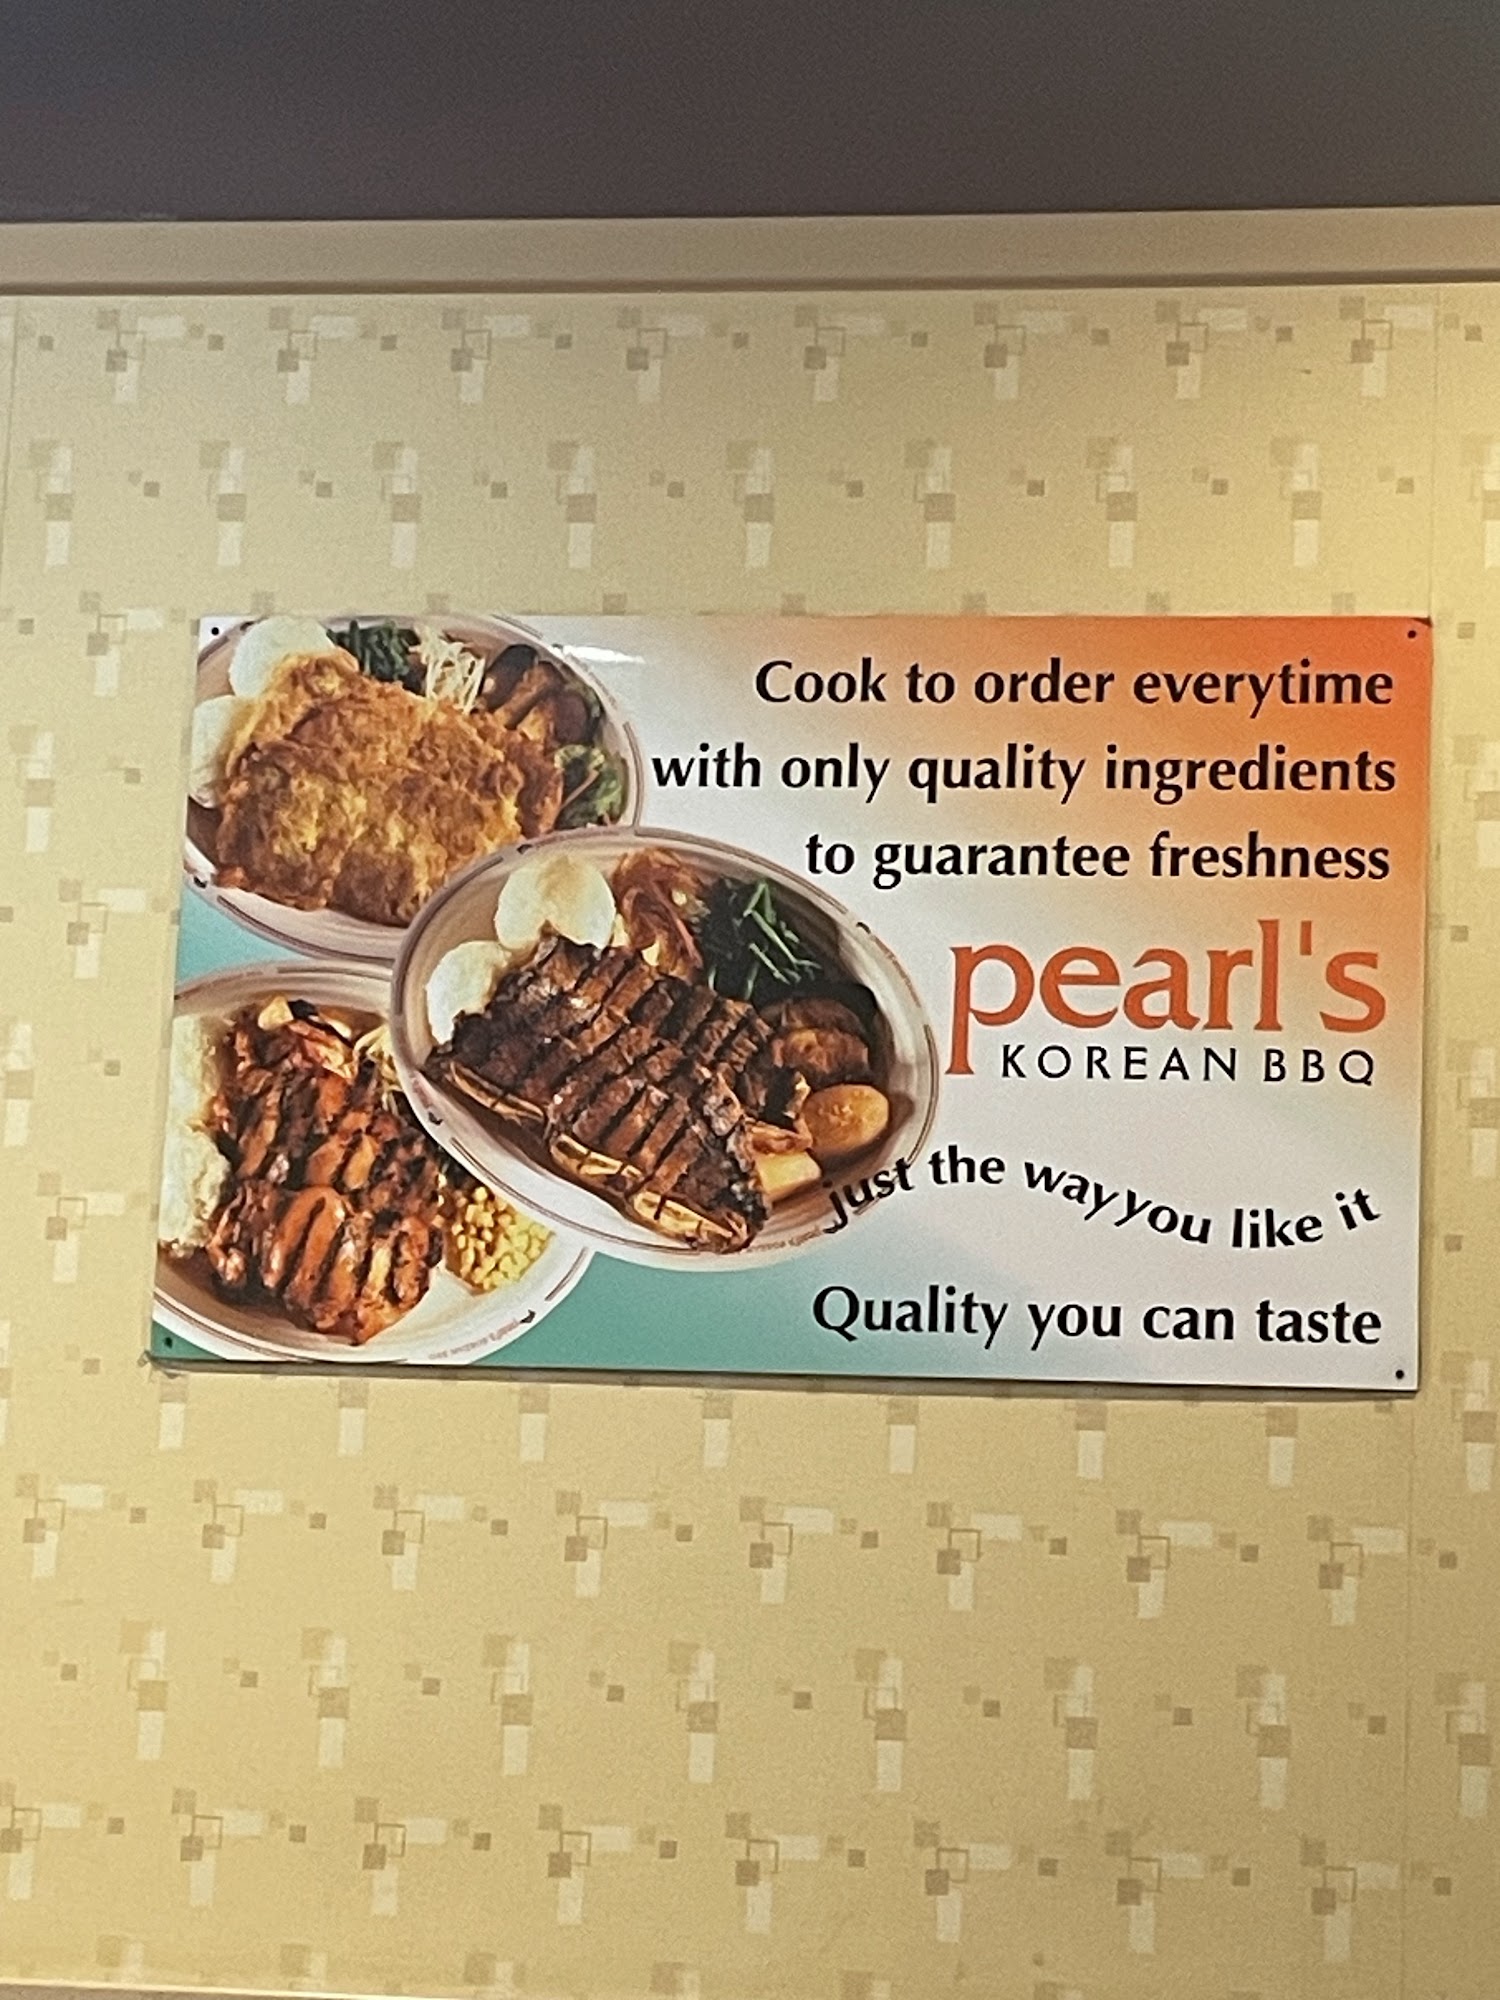 Cook to order everytime
with only quality ingredients
to guarantee freshness
pearl's
KOREAN BBQ
just the way you like it
Quality you can taste